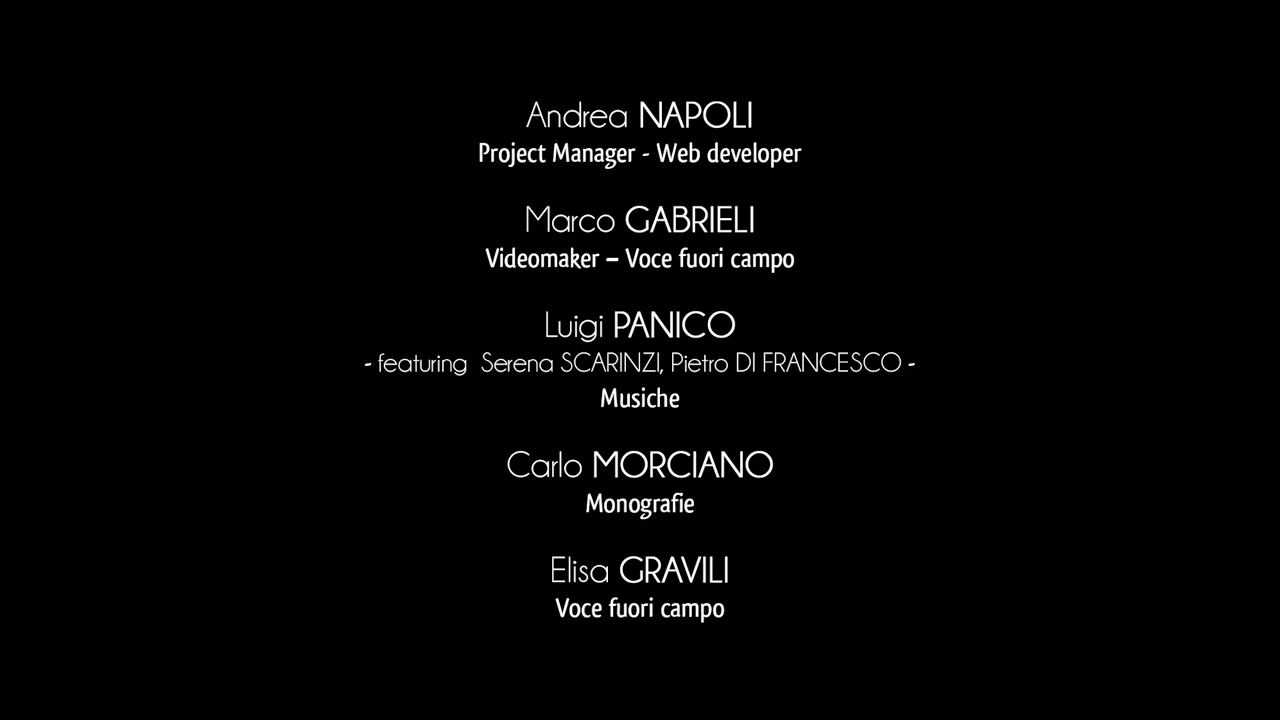 Andrea NAPOLI
Project Manager - Web developer
Marco GABRIELI
Videomaker – Voce fuori campo
Luigi PANICO
- featuring  Serena SCARINZI, Pietro DI FRANCESCO -
Musiche
Carlo MORCIANO
Monografie
Elisa GRAVILI
Voce fuori campo